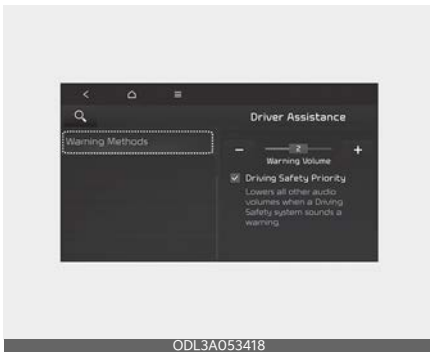 Driver Assistance
Warning Methods
2
Warning Volume
Driving Safety Priority
Lowers all other audio
volumes when a Driving
Safety system sounds a
warning.
ODL3A053418